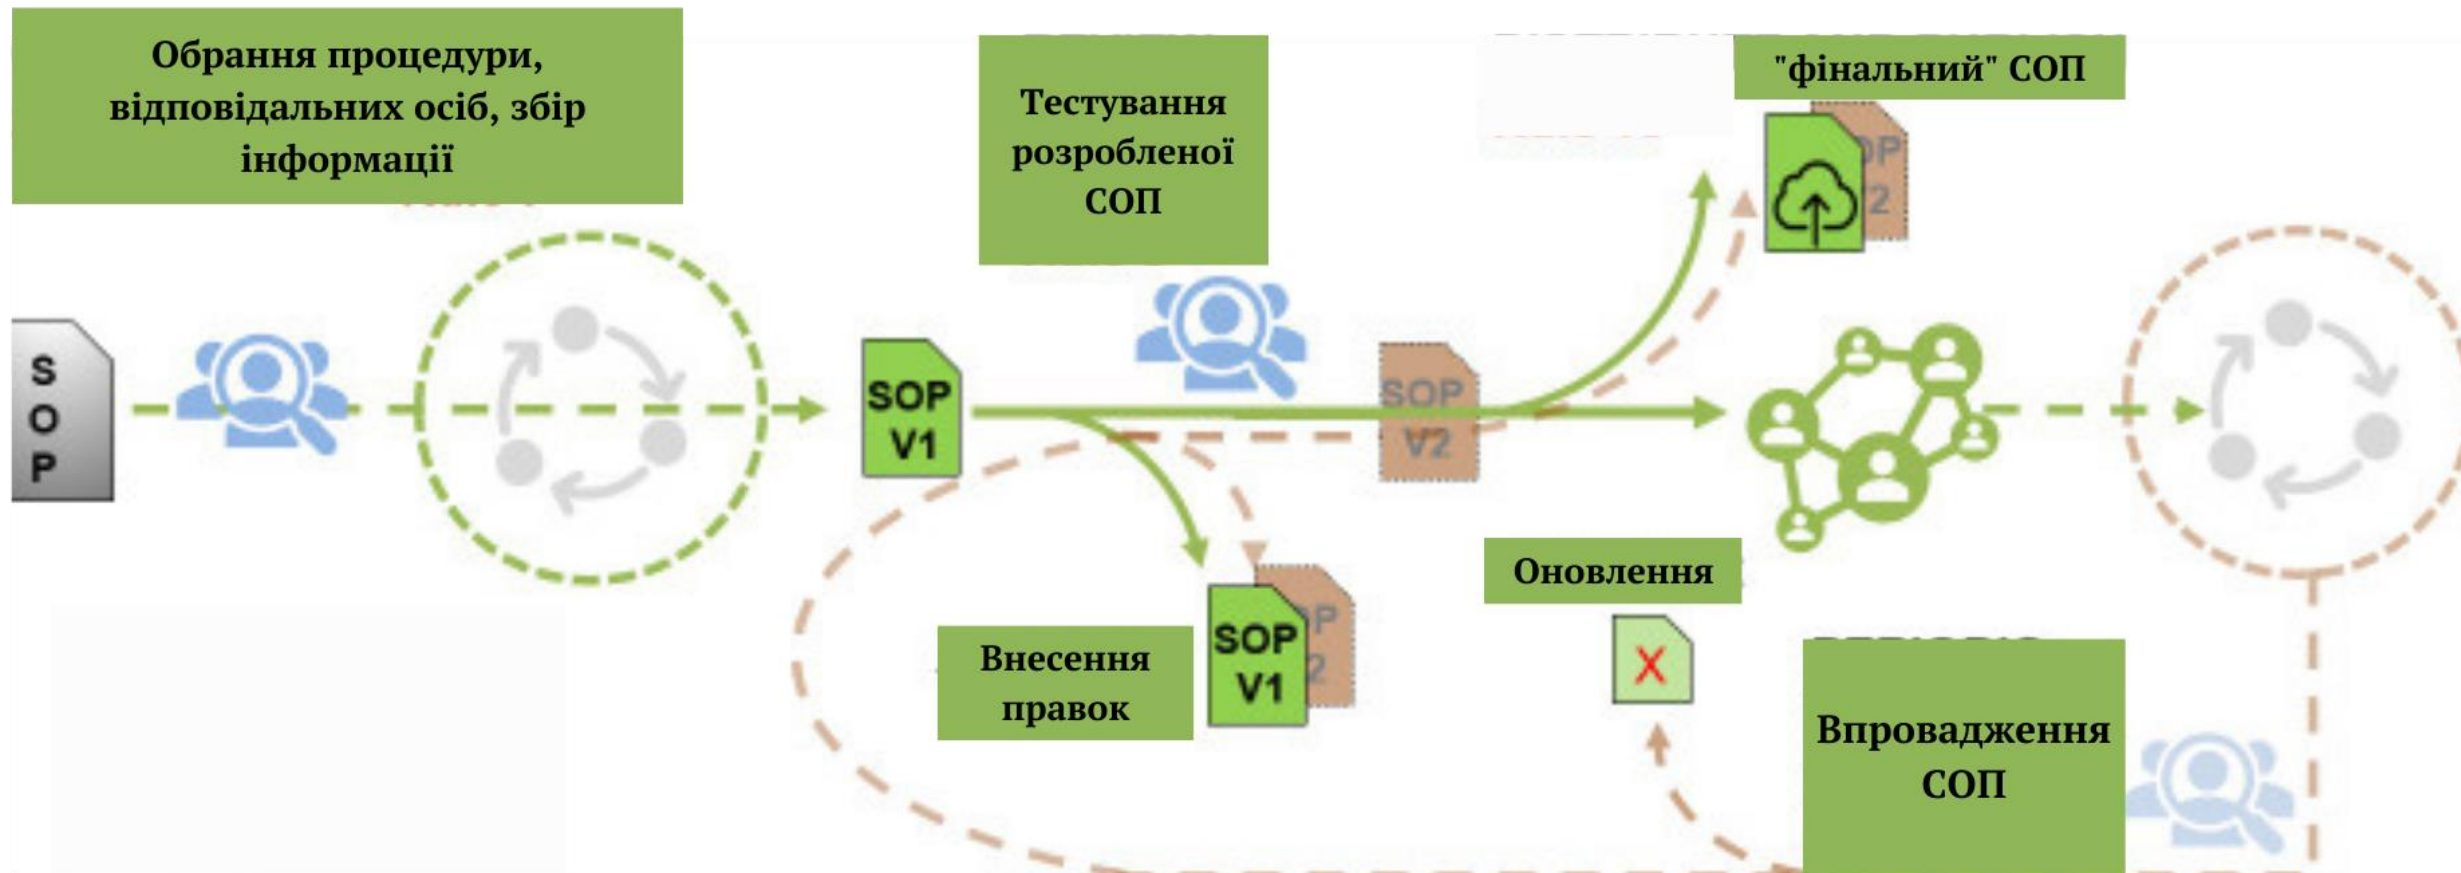 Обрання процедури,
відповідальних осіб, збір
інформації
Тестування
розробленої
СОП
"фінальний" СОП
S
O
P
SOP
V1
SOP
V2
Оновлення
Внесення
правок
SOP
V1
X
Впровадження
СОП